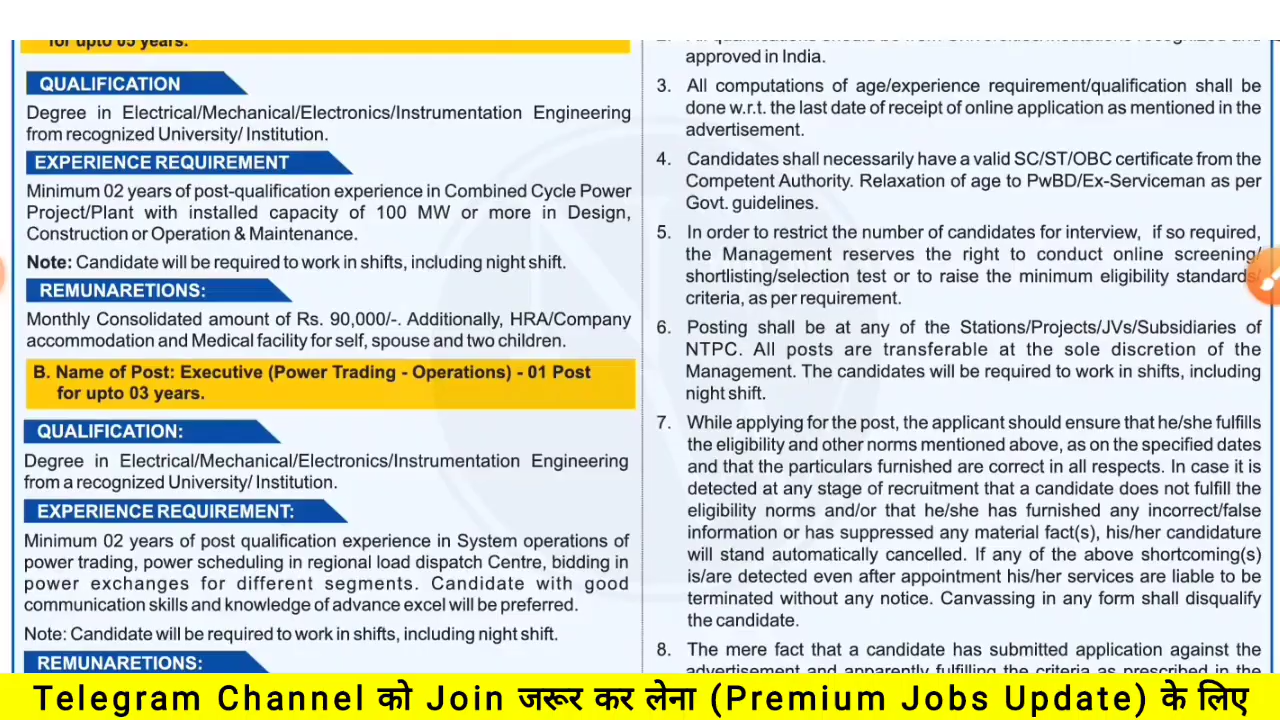 for upto 05 years.
QUALIFICATION
Degree in Electrical/Mechanical/Electronics/Instrumentation Engineering
from recognized University/ Institution.
EXPERIENCE REQUIREMENT
Minimum 02 years of post-qualification experience in Combined Cycle Power
Project/Plant with installed capacity of 100 MW or more in Design,
Construction or Operation & Maintenance.
Note: Candidate will be required to work in shifts, including night shift.
REMUNARETIONS:
Monthly Consolidated amount of Rs. 90,000/-. Additionally, HRA/Company
accommodation and Medical facility for self, spouse and two children.
B. Name of Post: Executive (Power Trading - Operations) - 01 Post
for upto 03 years.
QUALIFICATION:
Degree in Electrical/Mechanical/Electronics/Instrumentation Engineering
from a recognized University/ Institution.
EXPERIENCE REQUIREMENT:
Minimum 02 years of post qualification experience in System operations of
power trading, power scheduling in regional load dispatch Centre, bidding in
power exchanges for different segments. Candidate with good
communication skills and knowledge of advance excel will be preferred.
Note: Candidate will be required to work in shifts, including night shift.
REMUNARETIONS:
approved in India.
3. All computations of age/experience requirement/qualification shall be
done w.r.t. the last date of receipt of online application as mentioned in the
advertisement.
4. Candidates shall necessarily have a valid SC/ST/OBC certificate from the
Competent Authority. Relaxation of age to PwBD/Ex-Serviceman as per
Govt. guidelines.
5. In order to restrict the number of candidates for interview, if so required,
the Management reserves the right to conduct online screening/
shortlisting/selection test or to raise the minimum eligibility standards/
criteria, as per requirement.
6. Posting shall be at any of the Stations/Projects/JVs/Subsidiaries of
NTPC. All posts are transferable at the sole discretion of the
Management. The candidates will be required to work in shifts, including
night shift.
7. While applying for the post, the applicant should ensure that he/she fulfills
the eligibility and other norms mentioned above, as on the specified dates
and that the particulars furnished are correct in all respects. In case it is
detected at any stage of recruitment that a candidate does not fulfill the
eligibility norms and/or that he/she has furnished any incorrect/false
information or has suppressed any material fact(s), his/her candidature
will stand automatically cancelled. If any of the above shortcoming(s)
is/are detected even after appointment his/her services are liable to be
terminated without any notice. Canvassing in any form shall disqualify
the candidate.
8. The mere fact that a candidate has submitted application against the
advertisement and apparently fulfilling the criteria as prescribed in the
Telegram Channel को Join जरूर कर लेना (Premium Jobs Update) के लिए